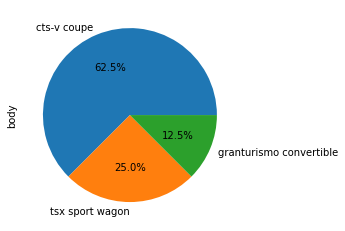 cts-v coupe
62.5%
body
12.5%
granturismo convertible
25.0%
tsx sport wagon